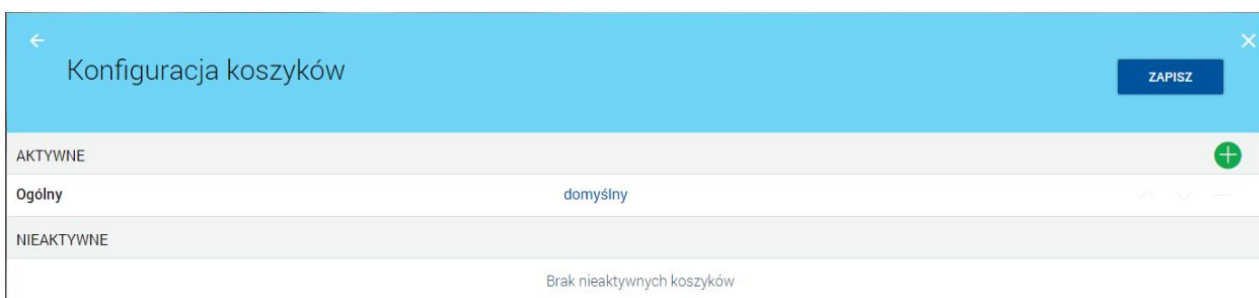 Konfiguracja koszyków
ZAPISZ
AKTYWNE
Ogólny domyślny
NIEAKTYWNE
Brak nieaktywnych koszyków